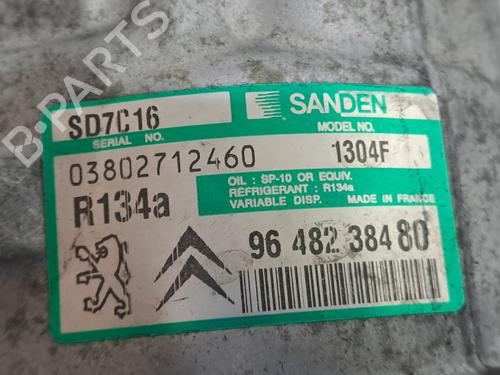 B-PARTS
SANDEN
SD7C16
SERIAL NO.
MODEL NO.
03802712460
1304F
R134a
OIL : SP-10 OR EQUIV.
REFRIGERANT : R134a
VARIABLE DISP.
MADE IN FRANCE
96 482 384 80